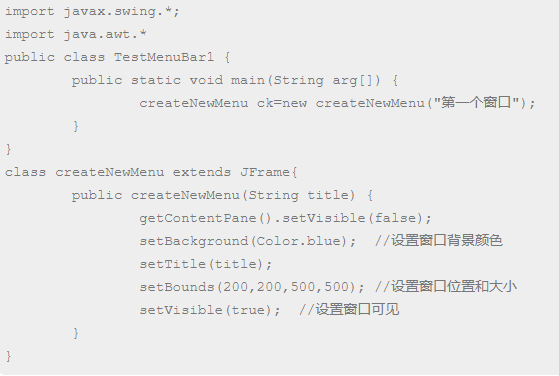 import javax.swing.*;
import java.awt.*
public class TestMenuBar1 {
public static void main(String arg[]) {
createNewMenu ck=new createNewMenu("第一个窗口");
}
}
class createNewMenu extends JFrame{
public createNewMenu(String title) {
getContentPane().setVisible(false);
setBackground(Color.blue);  //设置窗口背景颜色
setTitle(title);
setBounds(200,200,500,500); //设置窗口位置和大小
setVisible(true);  //设置窗口可见
}
}